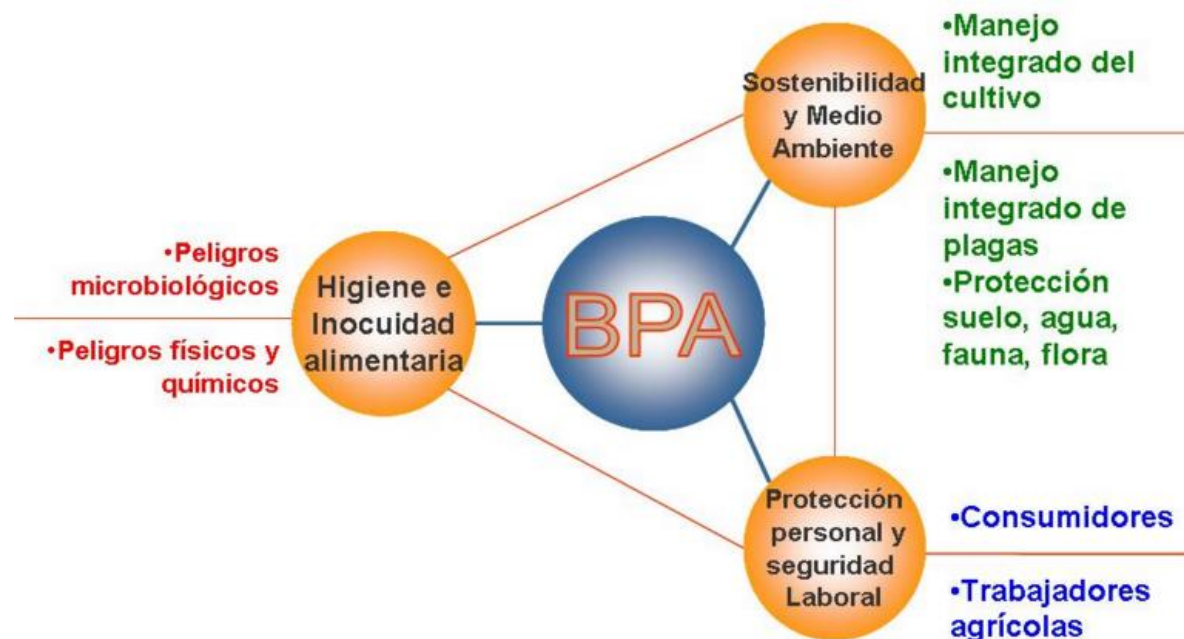 •Peligros
microbiológicos
•Peligros físicos y
químicos
Higiene e
Inocuidad
alimentaria
BPA
Sostenibilidad
y Medio
Ambiente
•Manejo
integrado del
cultivo
•Manejo
integrado de
plagas
•Protección
suelo, agua,
fauna, flora
Protección
personal y
seguridad
Laboral
•Consumidores
•Trabajadores
agrícolas